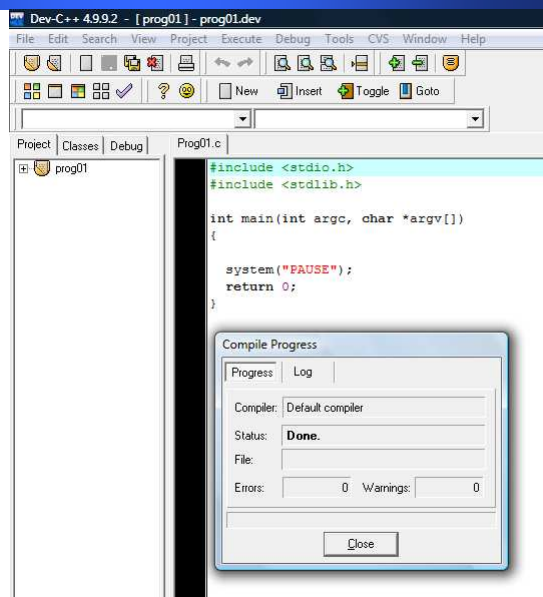 Dev-C++ 4.9.9.2 - [ prog01 ] - prog01.dev
File Edit Search View Project Execute Debug Tools CVS Window Help
New Insert Toggle Goto
Project Classes Debug Prog01.c
prog01
#include <stdio.h>
#include <stdlib.h>
int main(int argc, char *argv[])
{
system("PAUSE");
return 0;
}
Compile Progress
Progress Log
Compiler: Default compiler
Status: Done.
File:
Errors: 0 Warnings: 0
Close